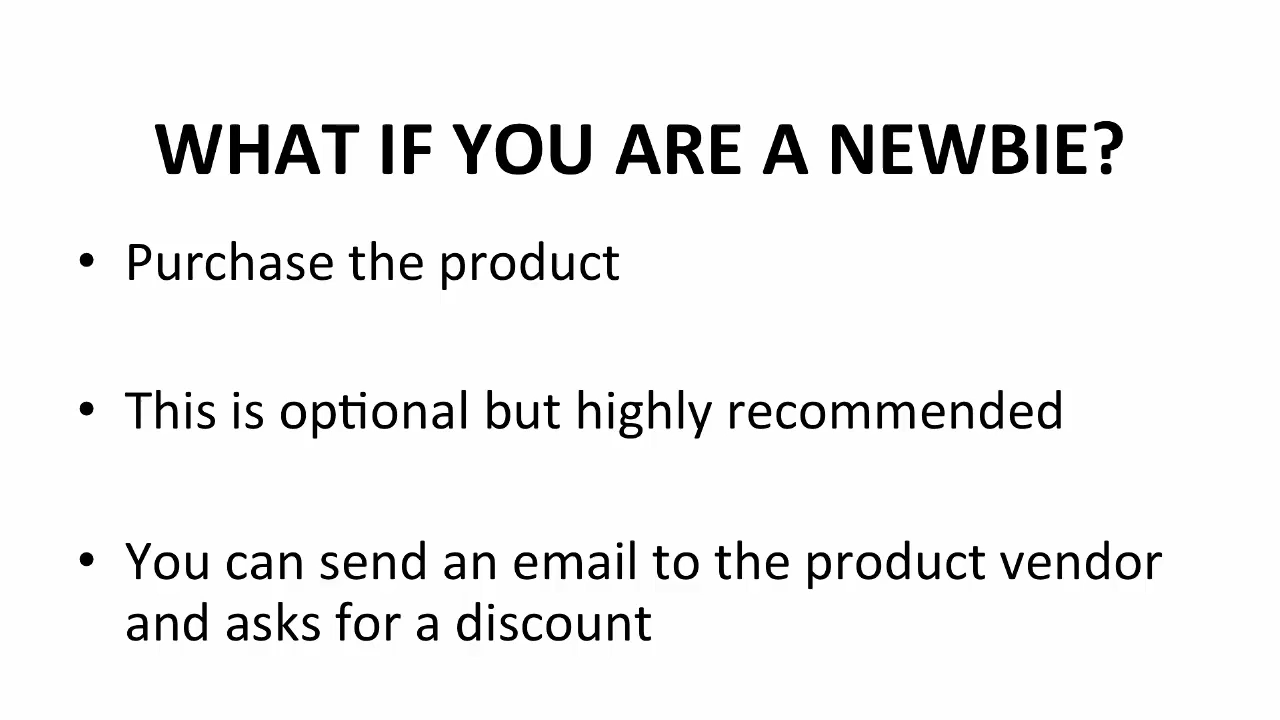 WHAT IF YOU ARE A NEWBIE?
• Purchase the product
• This is optional but highly recommended
• You can send an email to the product vendor
and asks for a discount